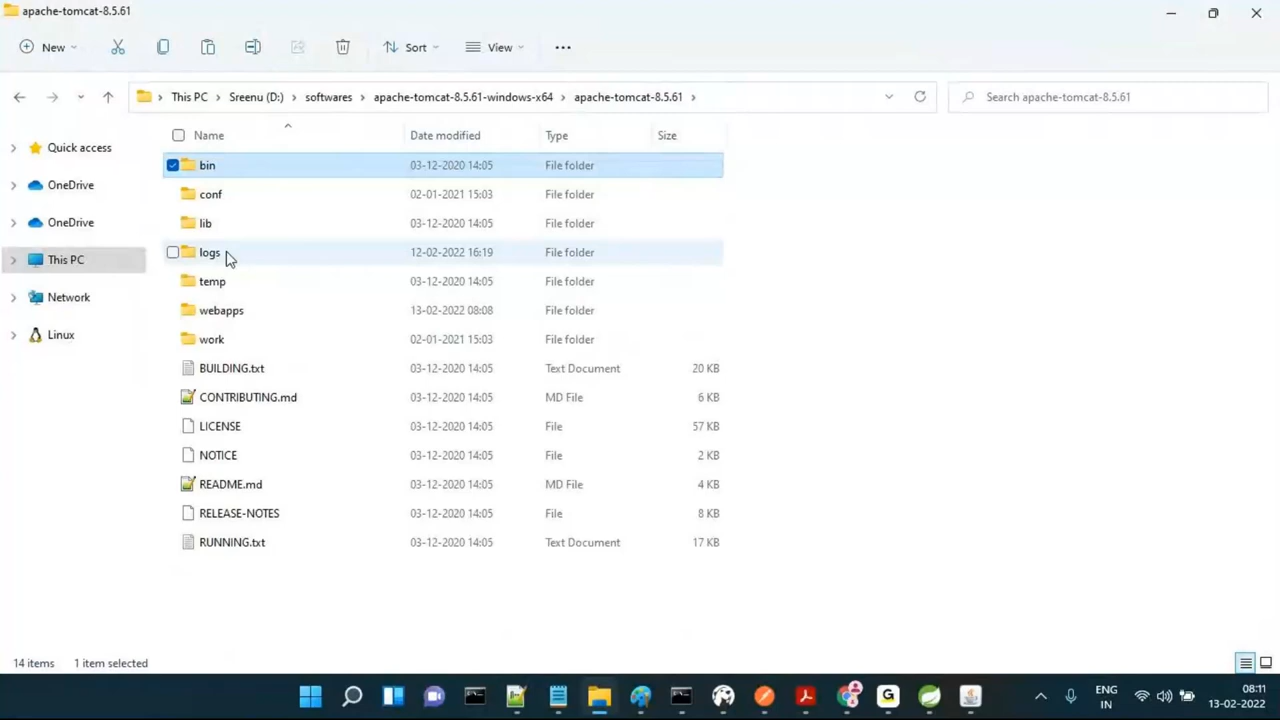 apache-tomcat-8.5.61
New
Sort
View
This PC
Sreenu (D:)
softwares
apache-tomcat-8.5.61-windows-x64
apache-tomcat-8.5.61
Search apache-tomcat-8.5.61
Quick access
OneDrive
OneDrive
This PC
Network
Linux
Name Date modified Type Size
bin 03-12-2020 14:05 File folder
conf 02-01-2021 15:03 File folder
lib 03-12-2020 14:05 File folder
logs 12-02-2022 16:19 File folder
temp 03-12-2020 14:05 File folder
webapps 13-02-2022 08:08 File folder
work 02-01-2021 15:03 File folder
BUILDING.txt 03-12-2020 14:05 Text Document 20 KB
CONTRIBUTING.md 03-12-2020 14:05 MD File 6 KB
LICENSE 03-12-2020 14:05 File 57 KB
NOTICE 03-12-2020 14:05 File 2 KB
README.md 03-12-2020 14:05 MD File 4 KB
RELEASE-NOTES 03-12-2020 14:05 File 8 KB
RUNNING.txt 03-12-2020 14:05 Text Document 17 KB
14 items 1 item selected
ENG
IN
08:11
13-02-2022